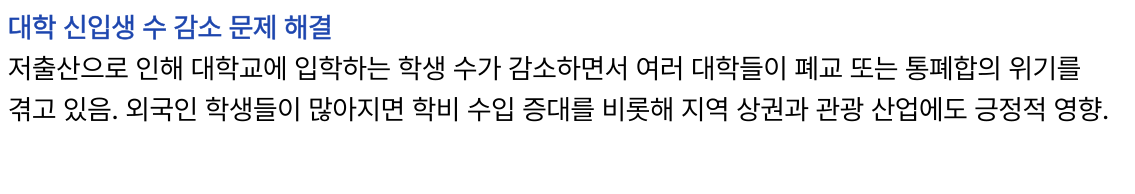 대학 신입생 수 감소 문제 해결
저출산으로 인해 대학교에 입학하는 학생 수가 감소하면서 여러 대학들이 폐교 또는 통폐합의 위기를
겪고 있음. 외국인 학생들이 많아지면 학비 수입 증대를 비롯해 지역 상권과 관광 산업에도 긍정적 영향.